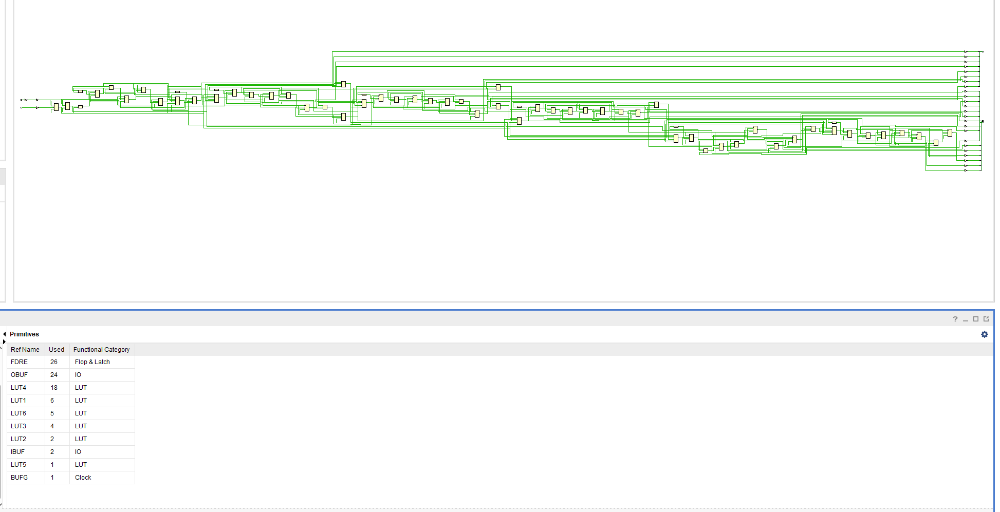 ?
Primitives
Ref Name Used Functional Category
FDRE 26 Flop & Latch
OBUF 24 IO
LUT4 18 LUT
LUT1 6 LUT
LUT6 5 LUT
LUT3 4 LUT
LUT2 2 LUT
IBUF 2 IO
LUT5 1 LUT
BUFG 1 Clock